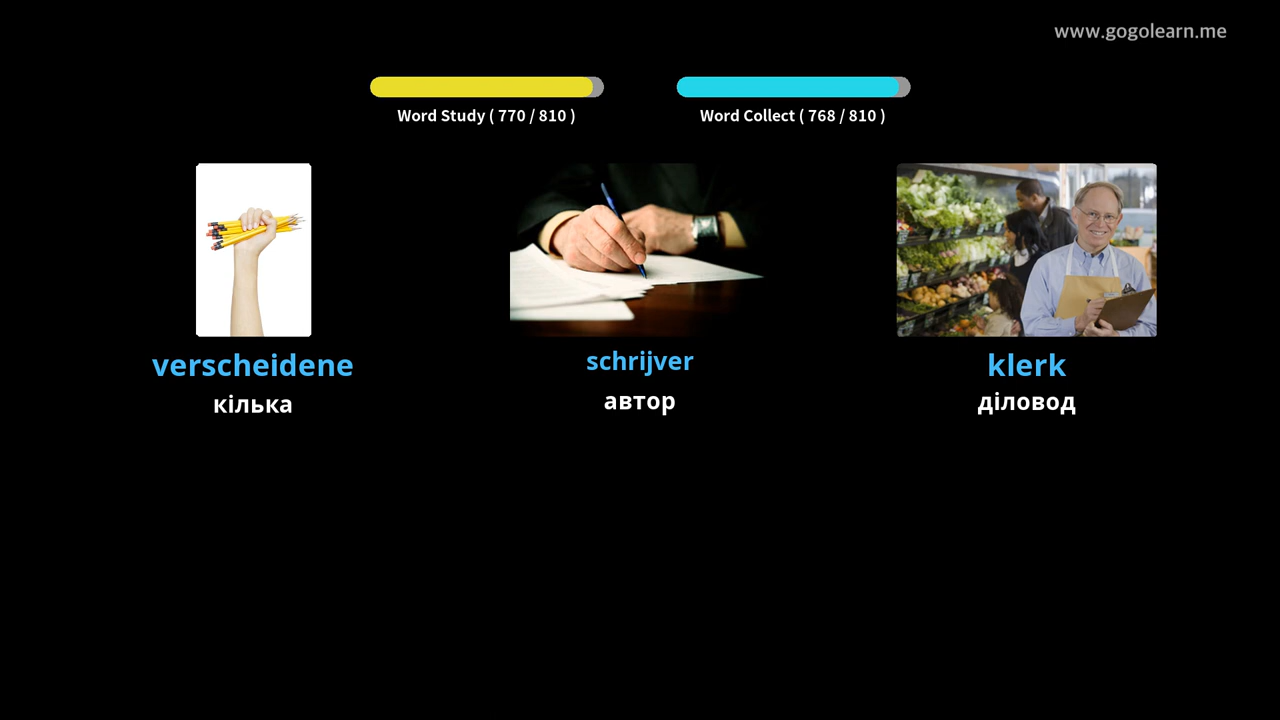 www.gogolearn.me
Word Study ( 770 / 810 )
Word Collect ( 768 / 810 )
verscheidene
кілька
schrijver
автор
klerk
діловод